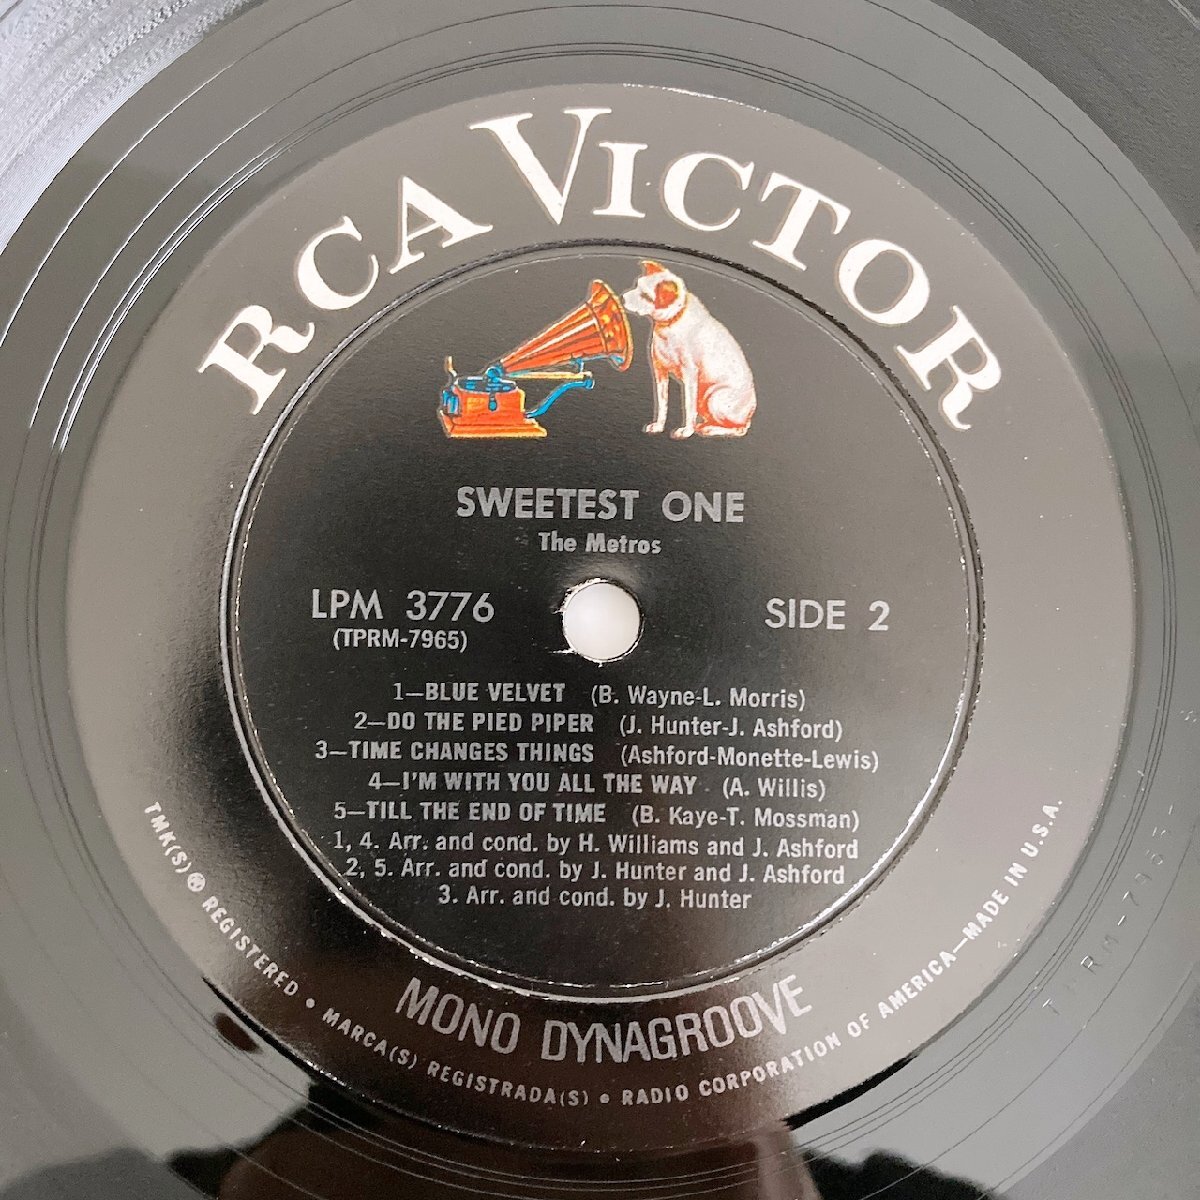 RCA VICTOR
SWEETEST ONE
The Metros
LPM 3776
(TPRM-7965)
SIDE 2
1—BLUE VELVET (B. Wayne-L. Morris)
2—DO THE PIED PIPER (J. Hunter-J. Ashford)
3—TIME CHANGES THINGS (Ashford-Monette-Lewis)
4—I'M WITH YOU ALL THE WAY (A. Willis)
5—TILL THE END OF TIME (B. Kaye-T. Mossman)
1, 4. Arr. and cond. by H. Williams and J. Ashford
2, 5. Arr. and cond. by J. Hunter and J. Ashford
3. Arr. and cond. by J. Hunter
MONO DYNAGROOVE
TMK(S) ® REGISTERED • MARCA(S) REGISTRADA(S) • RADIO CORPORATION OF AMERICA—MADE IN U.S.A.